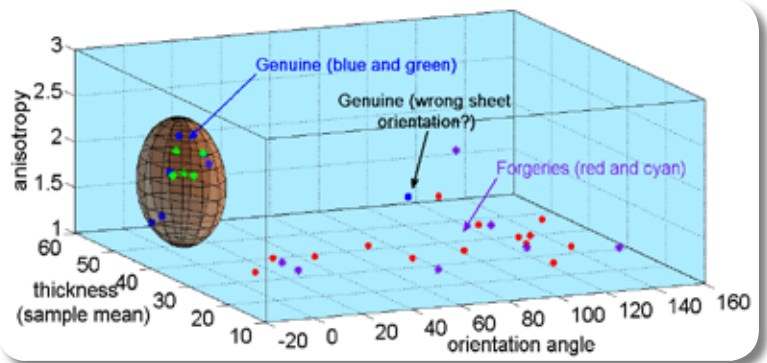 3
2.5
2
1.5
1
anisotropy
Genuine (blue and green)
Genuine (wrong sheet
orientation?)
Forgeries (red and cyan)
60
50
40
30
20
10
thickness
(sample mean)
-20
0
20
40
60
80
100
120
140
160
orientation angle